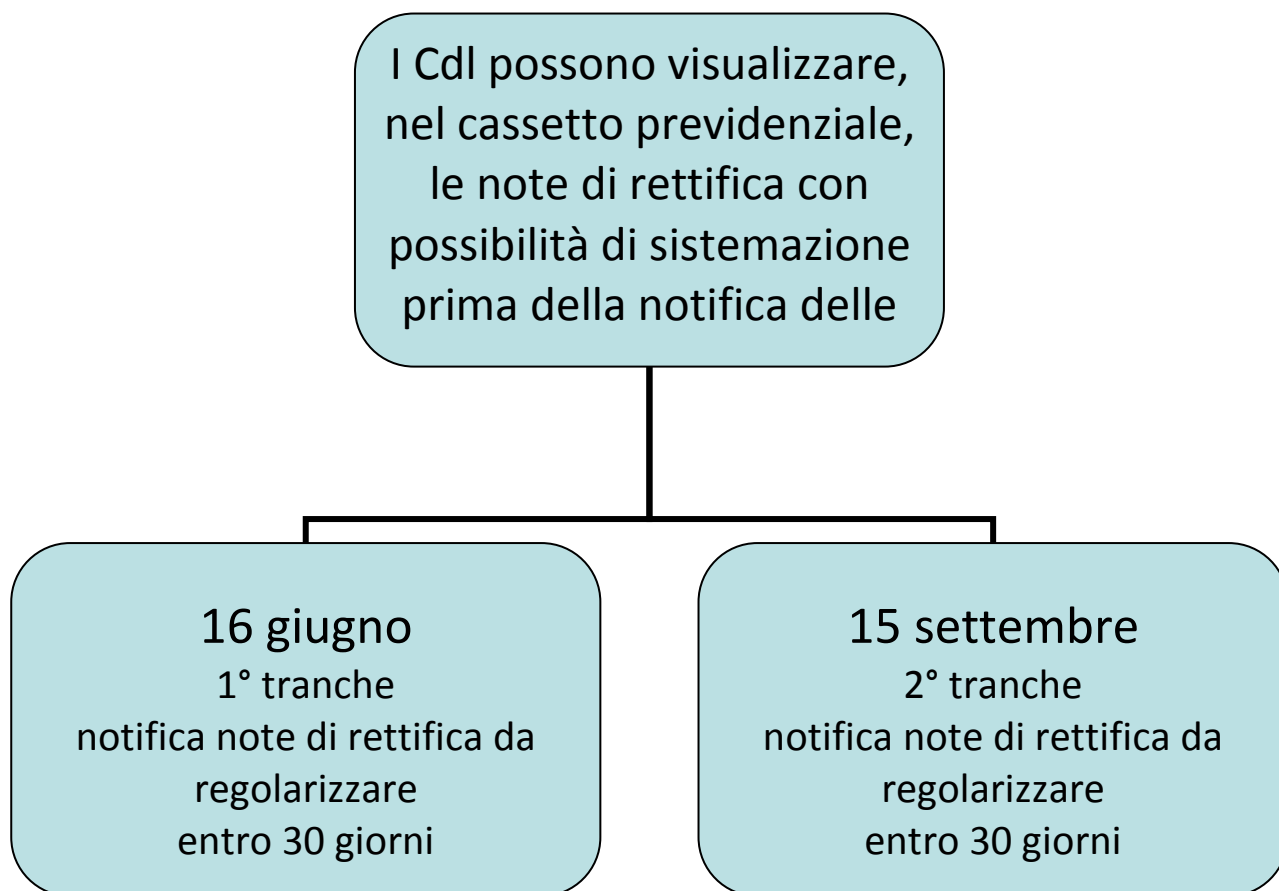 I Cdl possono visualizzare,
nel cassetto previdenziale,
le note di rettifica con
possibilità di sistemazione
prima della notifica delle
16 giugno
1° tranche
notifica note di rettifica da
regolarizzare
entro 30 giorni
15 settembre
2° tranche
notifica note di rettifica da
regolarizzare
entro 30 giorni